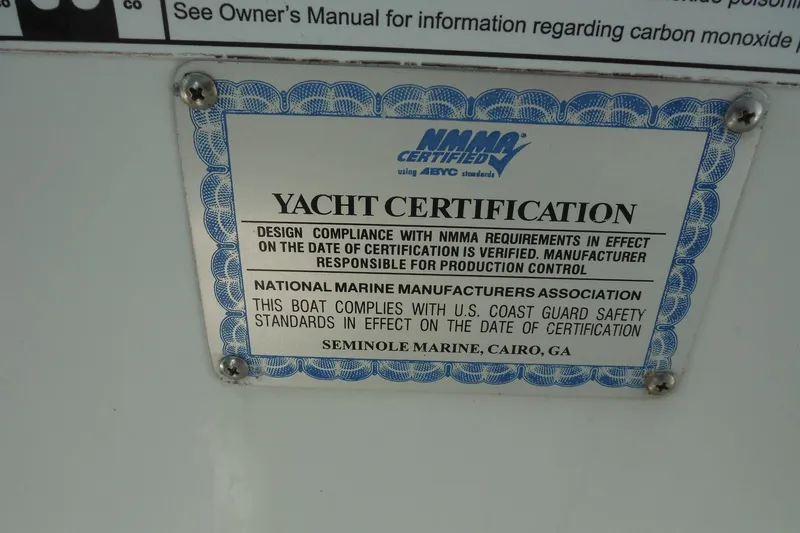 CO
See Owner's Manual for information regarding carbon monoxide
NMMA®
CERTIFIED
using ABYC standards
YACHT CERTIFICATION
DESIGN COMPLIANCE WITH NMMA REQUIREMENTS IN EFFECT
ON THE DATE OF CERTIFICATION IS VERIFIED. MANUFACTURER
RESPONSIBLE FOR PRODUCTION CONTROL
NATIONAL MARINE MANUFACTURERS ASSOCIATION
THIS BOAT COMPLIES WITH U.S. COAST GUARD SAFETY
STANDARDS IN EFFECT ON THE DATE OF CERTIFICATION
SEMINOLE MARINE, CAIRO, GA